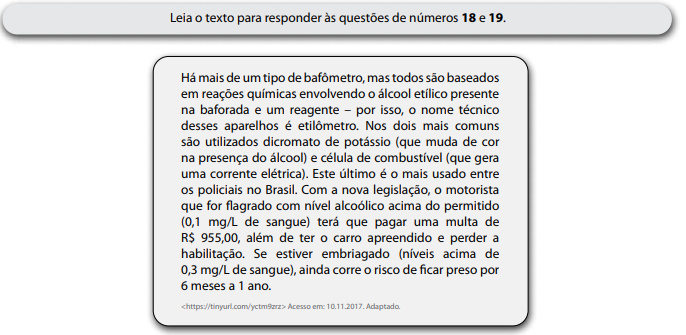 Leia o texto para responder às questões de números 18 e 19.
Há mais de um tipo de bafômetro, mas todos são baseados
em reações químicas envolvendo o álcool etílico presente
na baforada e um reagente – por isso, o nome técnico
desses aparelhos é etilômetro. Nos dois mais comuns
são utilizados dicromato de potássio (que muda de cor
na presença do álcool) e célula de combustível (que gera
uma corrente elétrica). Este último é o mais usado entre
os policiais no Brasil. Com a nova legislação, o motorista
que for flagrado com nível alcoólico acima do permitido
(0,1 mg/L de sangue) terá que pagar uma multa de
R$ 955,00, além de ter o carro apreendido e perder a
habilitação. Se estiver embriagado (níveis acima de
0,3 mg/L de sangue), ainda corre o risco de ficar preso por
6 meses a 1 ano.
<https://tinyurl.com/yctm9zrz> Acesso em: 10.11.2017. Adaptado.